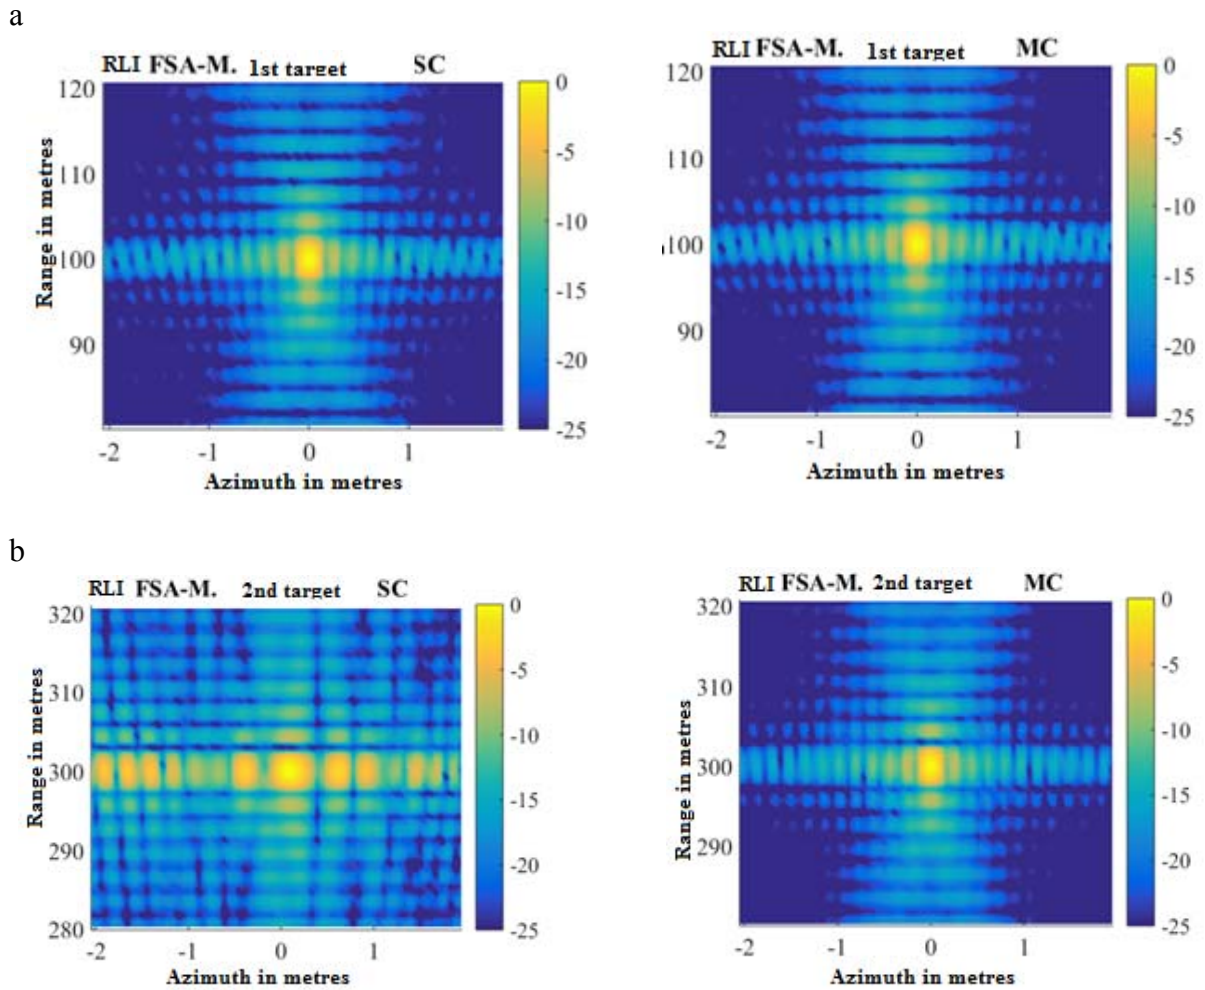 a
RLI FSA-M. 1st target SC
Range in metres
120
110
100
90
-2 -1 0 1
Azimuth in metres
0
-5
-10
-15
-20
-25
RLI FSA-M. 1st target MC
120
110
100
90
-2 -1 0 1
Azimuth in metres
0
-5
-10
-15
-20
-25
b
RLI FSA-M. 2nd target SC
Range in metres
320
310
300
290
280
-2 -1 0 1
Azimuth in metres
0
-5
-10
-15
-20
-25
RLI FSA-M. 2nd target MC
Range in metres
320
310
300
290
-2 -1 0 1
Azimuth in metres
0
-5
-10
-15
-20
-25